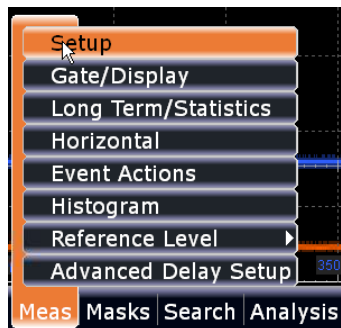 Setup
Gate/Display
Long Term/Statistics
Horizontal
Event Actions
Histogram
Reference Level
Advanced Delay Setup
350
Meas Masks Search Analysis